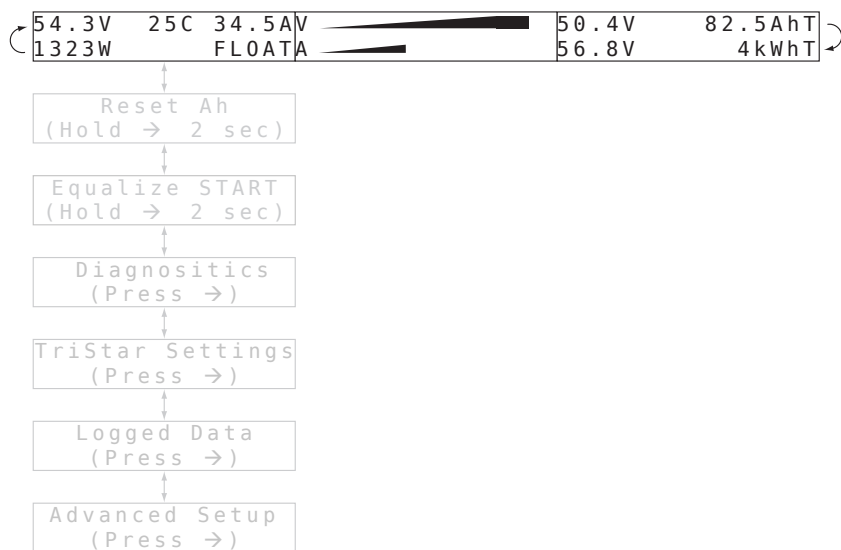 54.3V 25C 34.5A V 50.4V 82.5AhT
1323W FLOAT A 56.8V 4kWhT
Reset Ah
(Hold → 2 sec)
Equalize START
(Hold → 2 sec)
Diagnositics
(Press →)
TriStar Settings
(Press →)
Logged Data
(Press →)
Advanced Setup
(Press →)